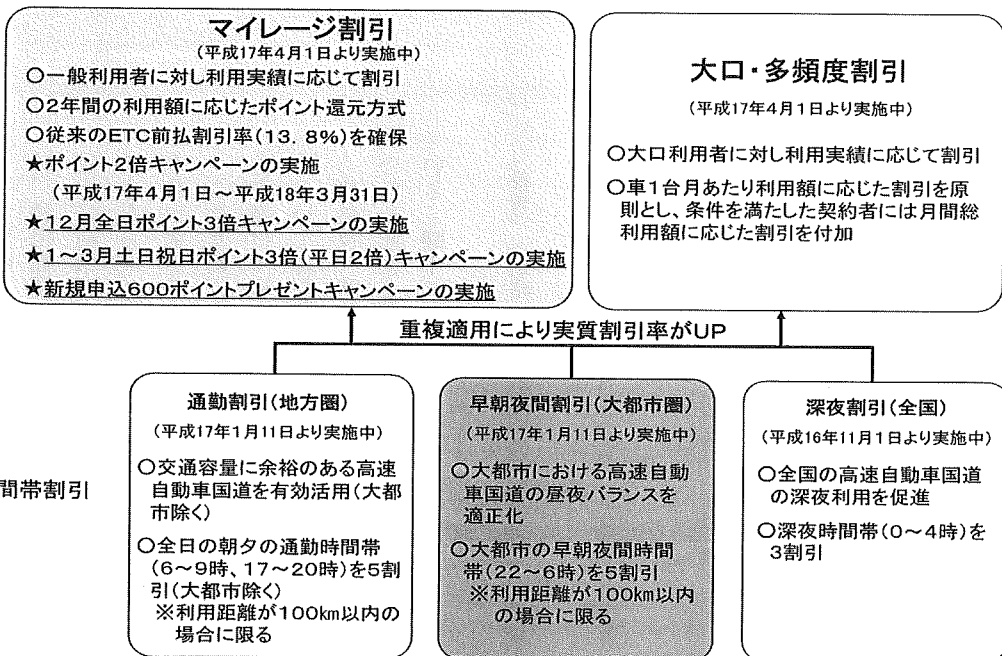 マイレージ割引
(平成17年4月1日より実施中)
○一般利用者に対し利用実績に応じて割引
○2年間の利用額に応じたポイント還元方式
○従来のETC前払割引率(13.8%)を確保
★ポイント2倍キャンペーンの実施
(平成17年4月1日～平成18年3月31日)
★12月全日ポイント3倍キャンペーンの実施
★1～3月土日祝日ポイント3倍(平日2倍)キャンペーンの実施
★新規申込600ポイントプレゼントキャンペーンの実施
大口・多頻度割引
(平成17年4月1日より実施中)
○大口利用者に対し利用実績に応じて割引
○車1台月あたり利用額に応じた割引を原
則とし、条件を満たした契約者には月間総
利用額に応じた割引を付加
重複適用により実質割引率がUP
間帯割引
通勤割引(地方圏)
(平成17年1月11日より実施中)
○交通容量に余裕のある高速
自動車国道を有効活用(大都
市除く)
○全日の朝夕の通勤時間帯
(6～9時、17～20時)を5割
引(大都市除く)
※利用距離が100km以内の
場合に限る
早朝夜間割引(大都市圏)
(平成17年1月11日より実施中)
○大都市における高速自動
車国道の昼夜バランスを
適正化
○大都市の早朝夜間時間
帯(22～6時)を5割引
※利用距離が100km以内
の場合に限る
深夜割引(全国)
(平成16年11月1日より実施中)
○全国の高速自動車国道
の深夜利用を促進
○深夜時間帯(0～4時)を
3割引